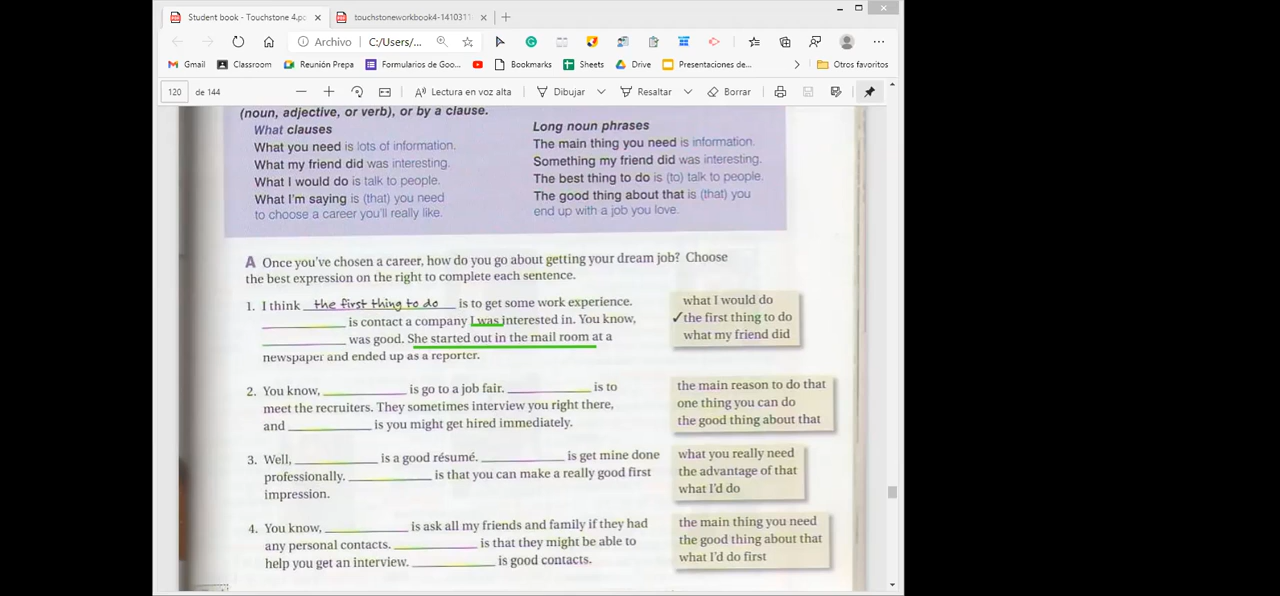 Student book - Touchstone 4.pd
touchstoneworkbook4-1410311
Archivo
C:/Users/...
Gmail
Classroom
Reunión Prepa
Formularios de Goo...
Bookmarks
Sheets
Drive
Presentaciones de...
Otros favoritos
120 de 144
Lectura en voz alta
Dibujar
Resaltar
Borrar
(noun, adjective, or verb), or by a clause.
What clauses
What you need is lots of information.
What my friend did was interesting.
What I would do is talk to people.
What I'm saying is (that) you need
to choose a career you'll really like.
Long noun phrases
The main thing you need is information.
Something my friend did was interesting.
The best thing to do is (to) talk to people.
The good thing about that is (that) you
end up with a job you love.
A Once you've chosen a career, how do you go about getting your dream job? Choose
the best expression on the right to complete each sentence.
1. I think the first thing to do is to get some work experience.
____________ is contact a company I was interested in. You know,
____________ was good. She started out in the mail room at a
newspaper and ended up as a reporter.
what I would do
✓the first thing to do
what my friend did
2. You know, ____________ is go to a job fair. ____________ is to
meet the recruiters. They sometimes interview you right there,
and ____________ is you might get hired immediately.
the main reason to do that
one thing you can do
the good thing about that
3. Well, ____________ is a good résumé. ____________ is get mine done
professionally. ____________ is that you can make a really good first
impression.
what you really need
the advantage of that
what I'd do
4. You know, ____________ is ask all my friends and family if they had
any personal contacts. ____________ is that they might be able to
help you get an interview. ____________ is good contacts.
the main thing you need
the good thing about that
what I'd do first